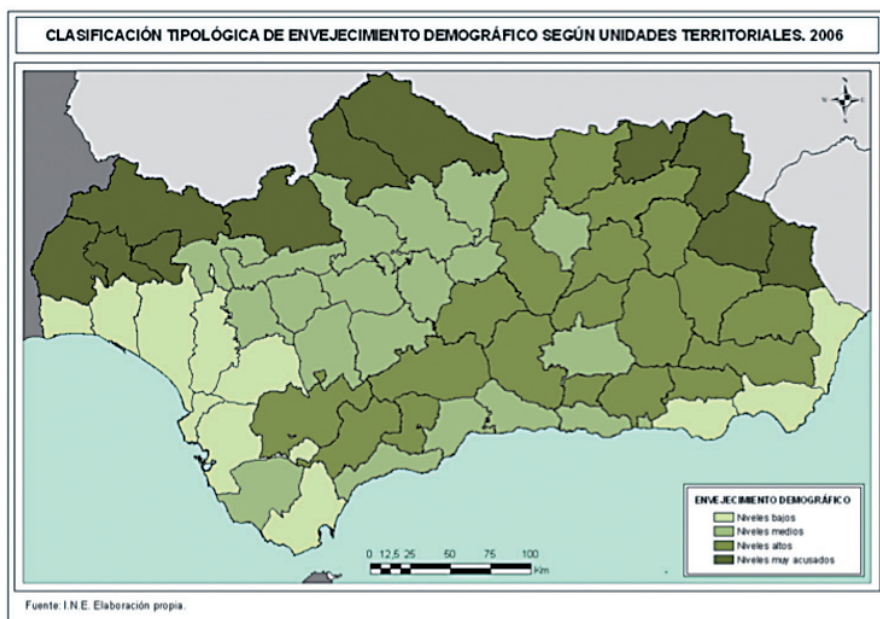 CLASIFICACIÓN TIPOLÓGICA DE ENVEJECIMIENTO DEMOGRÁFICO SEGÚN UNIDADES TERRITORIALES. 2006
N
W E
S
ENVEJECIMIENTO DEMOGRÁFICO
Niveles bajos
Niveles medios
Niveles altos
Niveles muy acusados
0 12,5 25 50 75 100
Km
Fuente: I.N.E. Elaboración propia.